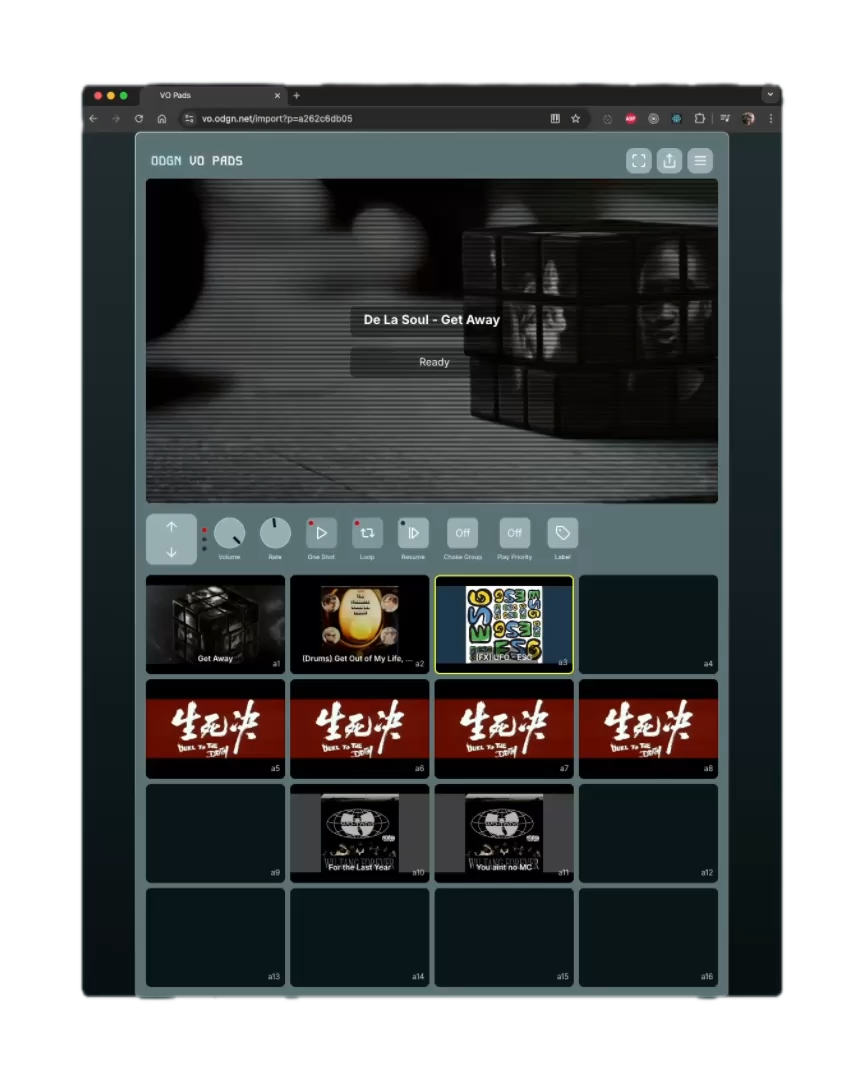 VO Pads
vo.odgn.net/import?p=a262c6db05
ABP
ODGN VO PADS
De La Soul - Get Away
Ready
Volume
Rate
One Shot
Loop
Resume
Off
Choke Group
Off
Play Priority
Label
Get Away
a1
(Drums) Get Out of My Life, ...
a2
(FX) UFO - ESG
a3
a4
生死决
DUEL TO THE DEATH
a5
生死决
DUEL TO THE DEATH
a6
生死决
DUEL TO THE DEATH
a7
生死决
DUEL TO THE DEATH
a8
a9
WU-TANG FOREVER
For the Last Year
a10
WU-TANG FOREVER
You aint no MC
a11
a12
a13
a14
a15
a16